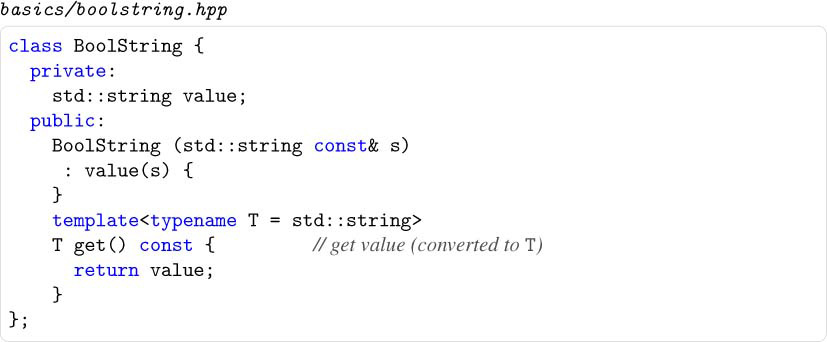 basics/boolstring.hpp
class BoolString {
  private:
    std::string value;
  public:
    BoolString (std::string const& s)
     : value(s) {
    }
    template<typename T = std::string>
    T get() const {         // get value (converted to T)
      return value;
    }
};